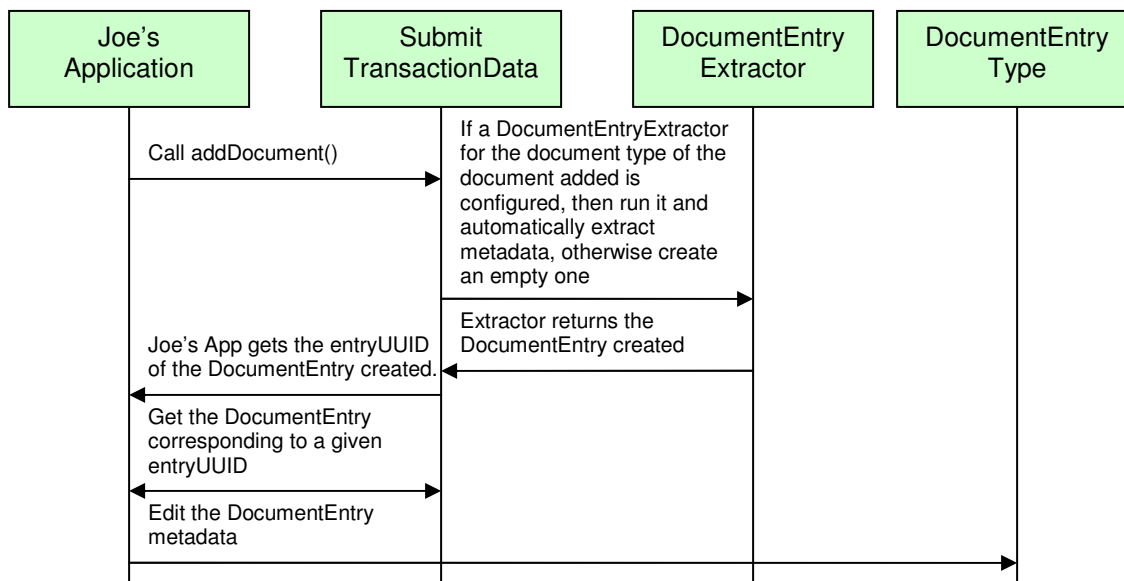 Joe’s
Application
Submit
TransactionData
DocumentEntry
Extractor
DocumentEntry
Type
Call addDocument()
If a DocumentEntryExtractor
for the document type of the
document added is
configured, then run it and
automatically extract
metadata, otherwise create
an empty one
Extractor returns the
DocumentEntry created
Joe’s App gets the entryUUID
of the DocumentEntry created.
Get the DocumentEntry
corresponding to a given
entryUUID
Edit the DocumentEntry
metadata